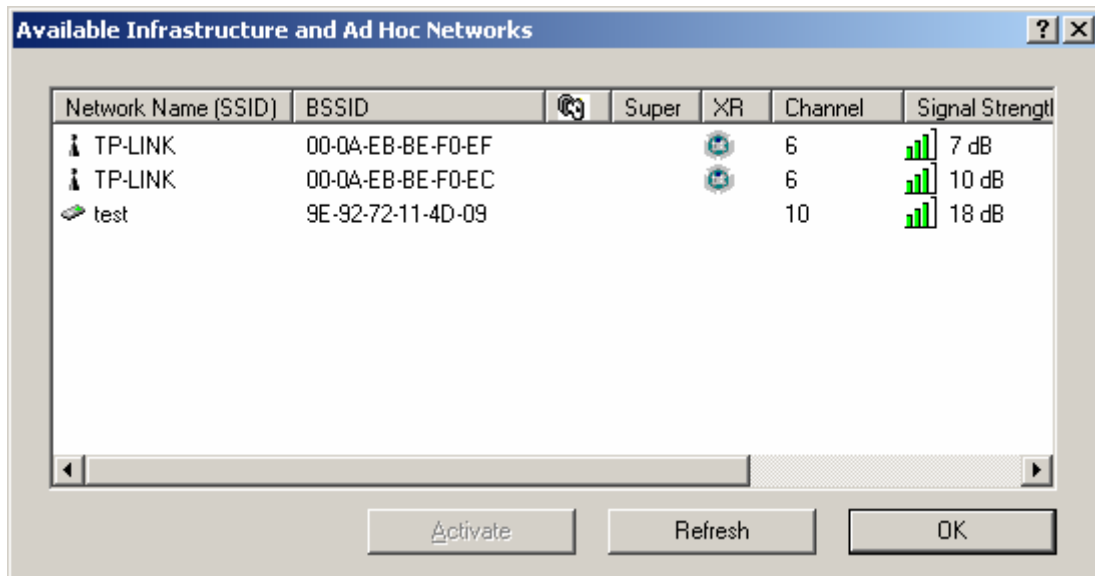 Available Infrastructure and Ad Hoc Networks
Network Name (SSID) BSSID Super XR Channel Signal Strengt
TP-LINK 00-0A-EB-BE-F0-EF 6 7 dB
TP-LINK 00-0A-EB-BE-F0-EC 6 10 dB
test 9E-92-72-11-4D-09 10 18 dB
Activate Refresh OK